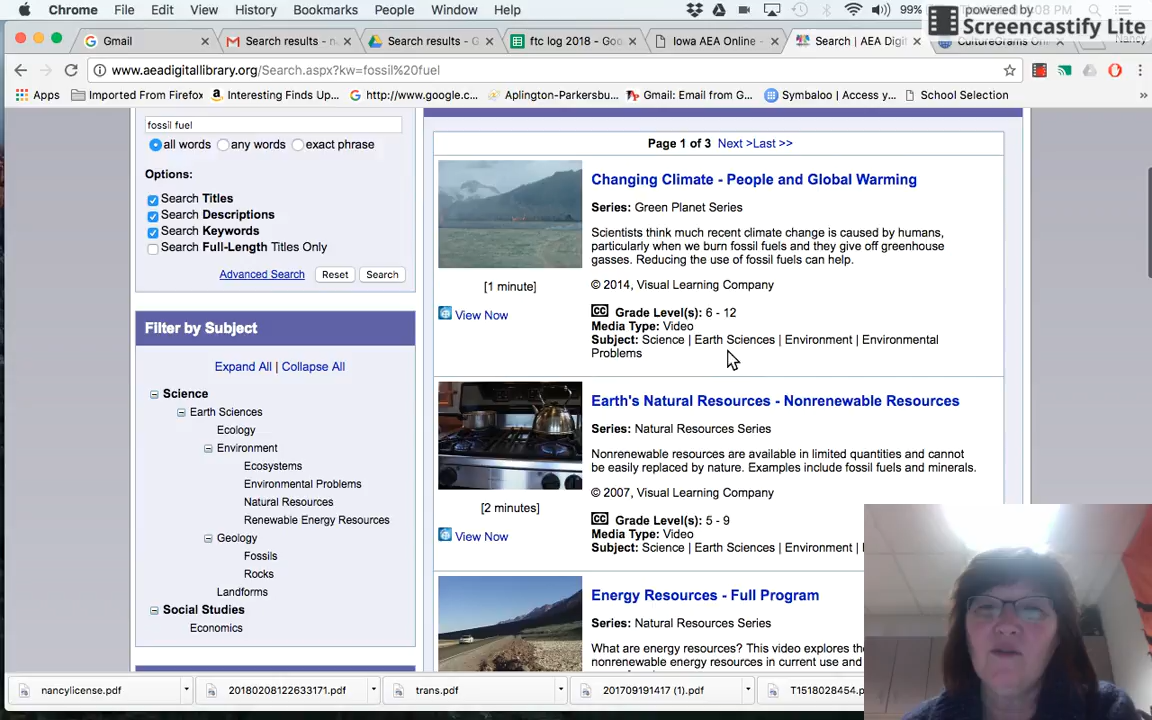 Chrome File Edit View History Bookmarks People Window Help 99% :08 PM
powered by
Screencastify Lite
Gmail Search results - n Search results - G ftc log 2018 - Goo Iowa AEA Online - Search | AEA Digit CultureGrams Onl Nancy
www.aeadigitallibrary.org/Search.aspx?kw=fossil%20fuel
Apps Imported From Firefox Interesting Finds Up... http://www.google.c... Aplington-Parkersbu... Gmail: Email from G... Symbaloo | Access y... School Selection »
fossil fuel
all words any words exact phrase
Options:
Search Titles
Search Descriptions
Search Keywords
Search Full-Length Titles Only
Advanced Search Reset Search
Filter by Subject
Expand All | Collapse All
Science
Earth Sciences
Ecology
Environment
Ecosystems
Environmental Problems
Natural Resources
Renewable Energy Resources
Geology
Fossils
Rocks
Landforms
Social Studies
Economics
Page 1 of 3 Next >Last >>
Changing Climate - People and Global Warming
Series: Green Planet Series
Scientists think much recent climate change is caused by humans,
particularly when we burn fossil fuels and they give off greenhouse
gasses. Reducing the use of fossil fuels can help.
[1 minute]
© 2014, Visual Learning Company
View Now
CC Grade Level(s): 6 - 12
Media Type: Video
Subject: Science | Earth Sciences | Environment | Environmental
Problems
Earth's Natural Resources - Nonrenewable Resources
Series: Natural Resources Series
Nonrenewable resources are available in limited quantities and cannot
be easily replaced by nature. Examples include fossil fuels and minerals.
© 2007, Visual Learning Company
[2 minutes]
View Now
CC Grade Level(s): 5 - 9
Media Type: Video
Subject: Science | Earth Sciences | Environment |
Energy Resources - Full Program
Series: Natural Resources Series
What are energy resources? This video explores the
nonrenewable energy resources in current use and
nancylicense.pdf 20180208122633171.pdf trans.pdf 201709191417 (1).pdf T1518028454.p